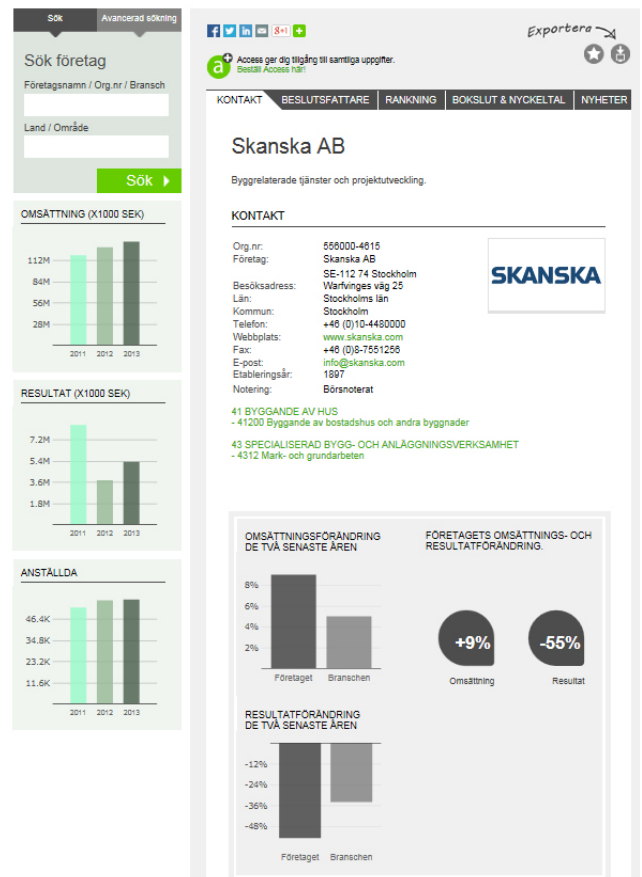 Sök
Avancerad sökning
Sök företag
Företagsnamn / Org.nr / Bransch
Land / Område
Sök
OMSÄTTNING (X1000 SEK)
112M
84M
56M
28M
2011 2012 2013
RESULTAT (X1000 SEK)
7.2M
5.4M
3.6M
1.8M
2011 2012 2013
ANSTÄLLDA
46.4K
34.8K
23.2K
11.6K
2011 2012 2013
8+1
Exportera
a
Access ger dig tillgång till samtliga uppgifter.
Beställ Access här!
KONTAKT BESLUTSFATTARE RANKNING BOKSLUT & NYCKELTAL NYHETER
Skanska AB
Byggrelaterade tjänster och projektutveckling.
KONTAKT
Org.nr: 556000-4615
Företag: Skanska AB
SE-112 74 Stockholm
Besöksadress: Warfvinges väg 25
Län: Stockholms län
Kommun: Stockholm
Telefon: +46 (0)10-4480000
Webbplats: www.skanska.com
Fax: +46 (0)8-7551256
E-post: info@skanska.com
Etableringsår: 1897
Notering: Börsnoterat
SKANSKA
41 BYGGANDE AV HUS
- 41200 Byggande av bostadshus och andra byggnader
43 SPECIALISERAD BYGG- OCH ANLÄGGNINGSVERKSAMHET
- 4312 Mark- och grundarbeten
OMSÄTTNINGSFÖRÄNDRING
DE TVÅ SENASTE ÅREN
8%
6%
4%
2%
Företaget Branschen
FÖRETAGETS OMSÄTTNINGS- OCH
RESULTATFÖRÄNDRING.
+9% -55%
Omsättning Resultat
RESULTATFÖRÄNDRING
DE TVÅ SENASTE ÅREN
-12%
-24%
-36%
-48%
Företaget Branschen